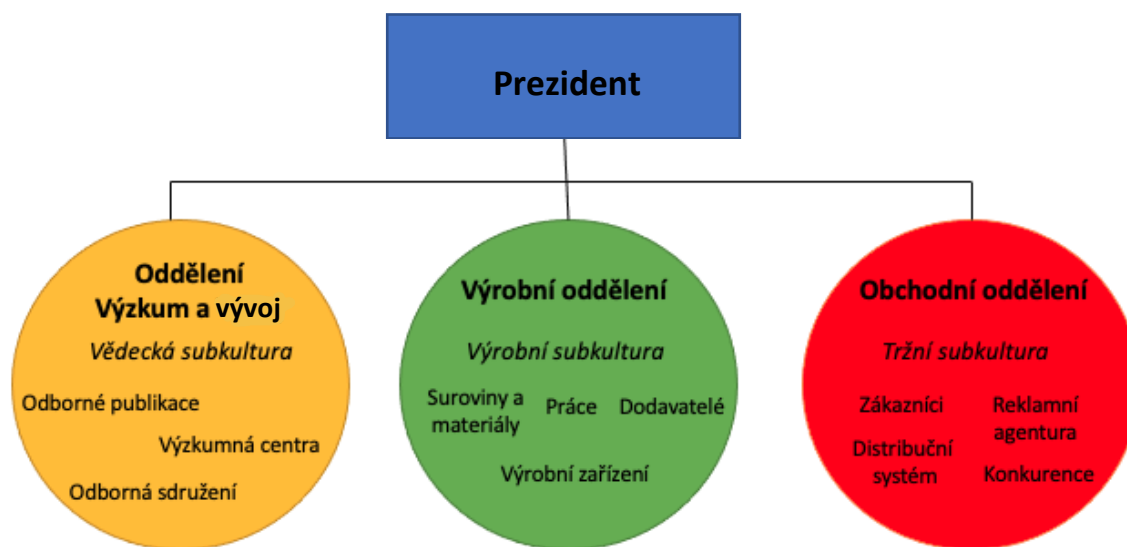 Prezident
Oddělení
Výzkum a vývoj
Vědecká subkultura
Odborné publikace
Výzkumná centra
Odborná sdružení
Výrobní oddělení
Výrobní subkultura
Suroviny a
materiály
Práce
Dodavatelé
Výrobní zařízení
Obchodní oddělení
Tržní subkultura
Zákazníci
Reklamní
agentura
Distribuční
systém
Konkurence